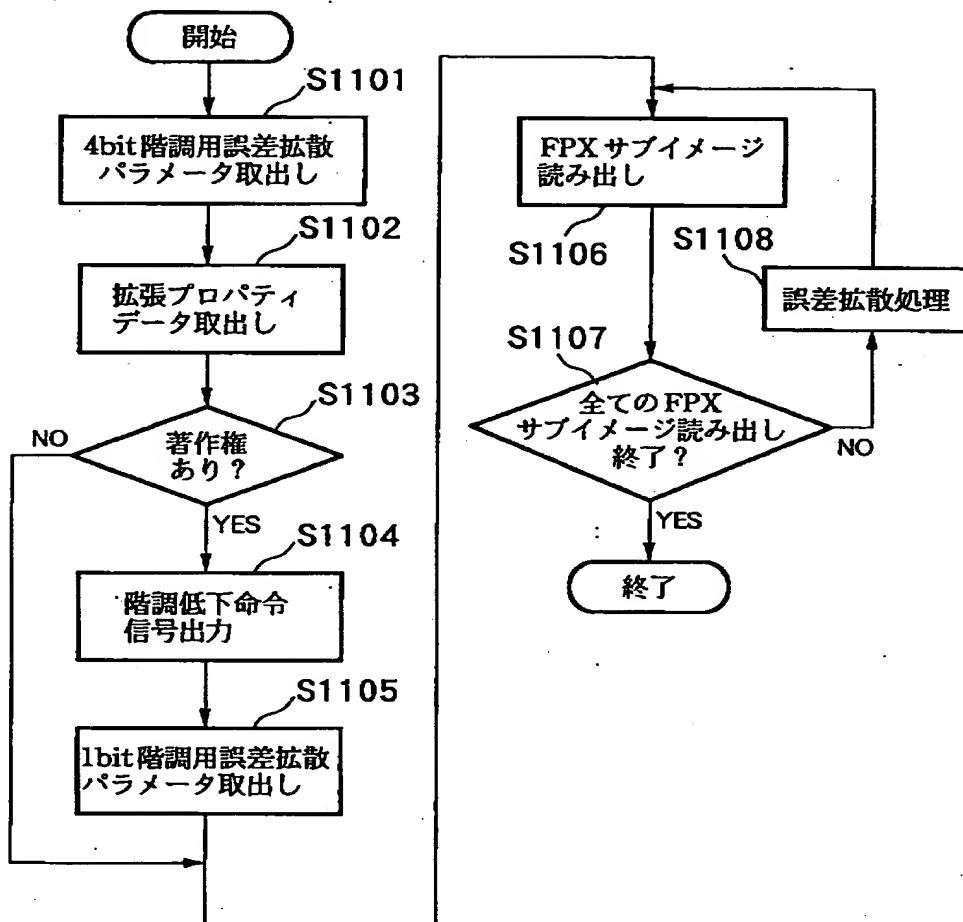 開始
S1101
4bit階調用誤差拡散
パラメータ取出し
S1102
拡張プロパティ
データ取出し
S1103
著作権
あり？
NO
YES
S1104
階調低下命令
信号出力
S1105
1bit階調用誤差拡散
パラメータ取出し
FPXサブイメージ
読み出し
S1106
S1108
誤差拡散処理
S1107
全てのFPX
サブイメージ読み出し
終了？
NO
YES
終了